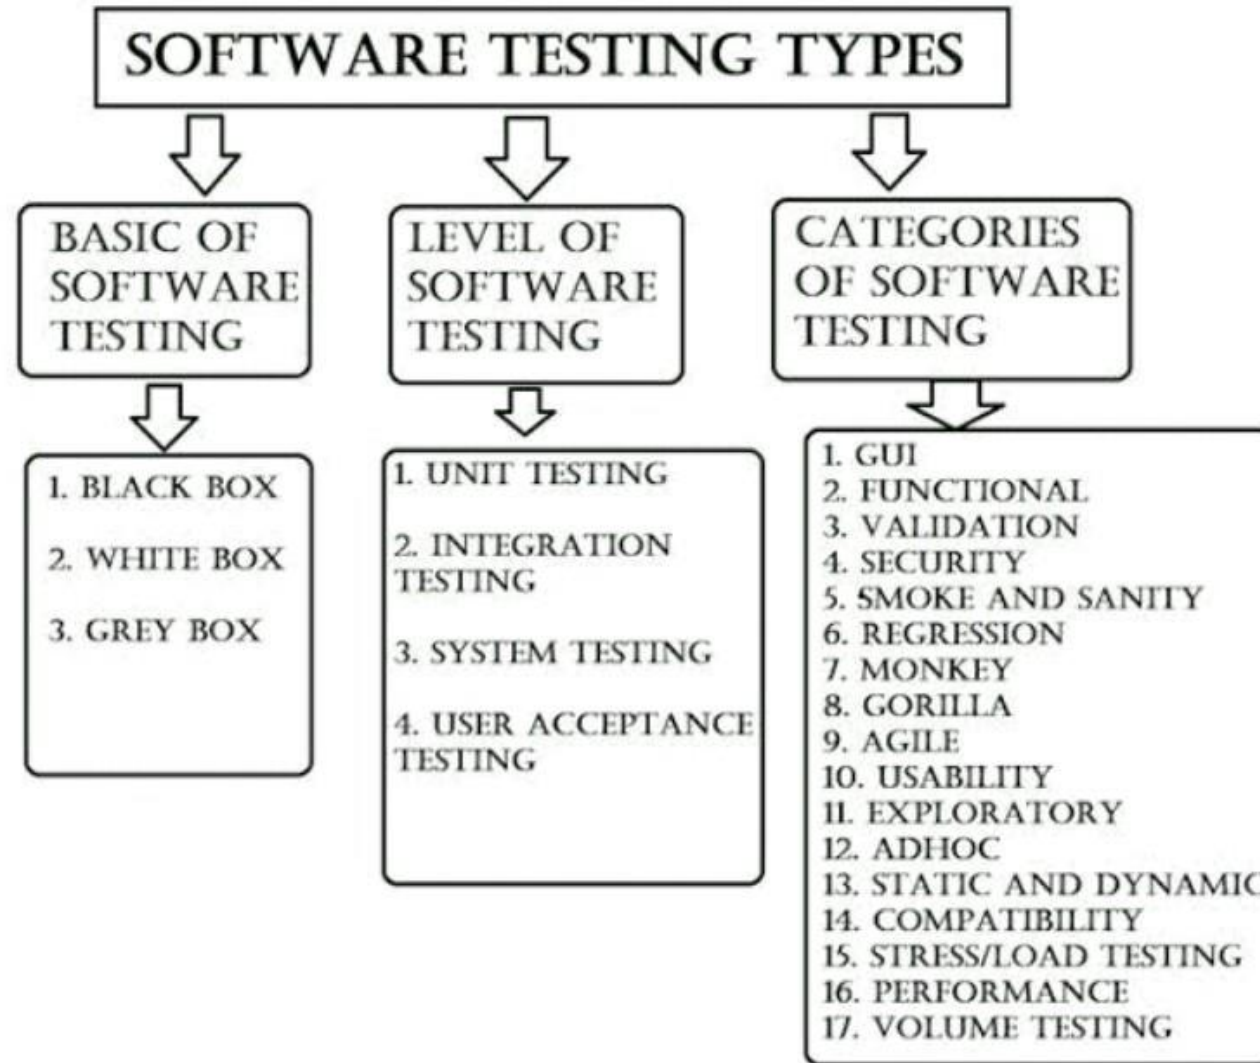 SOFTWARE TESTING TYPES
BASIC OF
SOFTWARE
TESTING
LEVEL OF
SOFTWARE
TESTING
CATEGORIES
OF SOFTWARE
TESTING
1. BLACK BOX
2. WHITE BOX
3. GREY BOX
1. UNIT TESTING
2. INTEGRATION
TESTING
3. SYSTEM TESTING
4. USER ACCEPTANCE
TESTING
1. GUI
2. FUNCTIONAL
3. VALIDATION
4. SECURITY
5. SMOKE AND SANITY
6. REGRESSION
7. MONKEY
8. GORILLA
9. AGILE
10. USABILITY
11. EXPLORATORY
12. ADHOC
13. STATIC AND DYNAMIC
14. COMPATIBILITY
15. STRESS/LOAD TESTING
16. PERFORMANCE
17. VOLUME TESTING